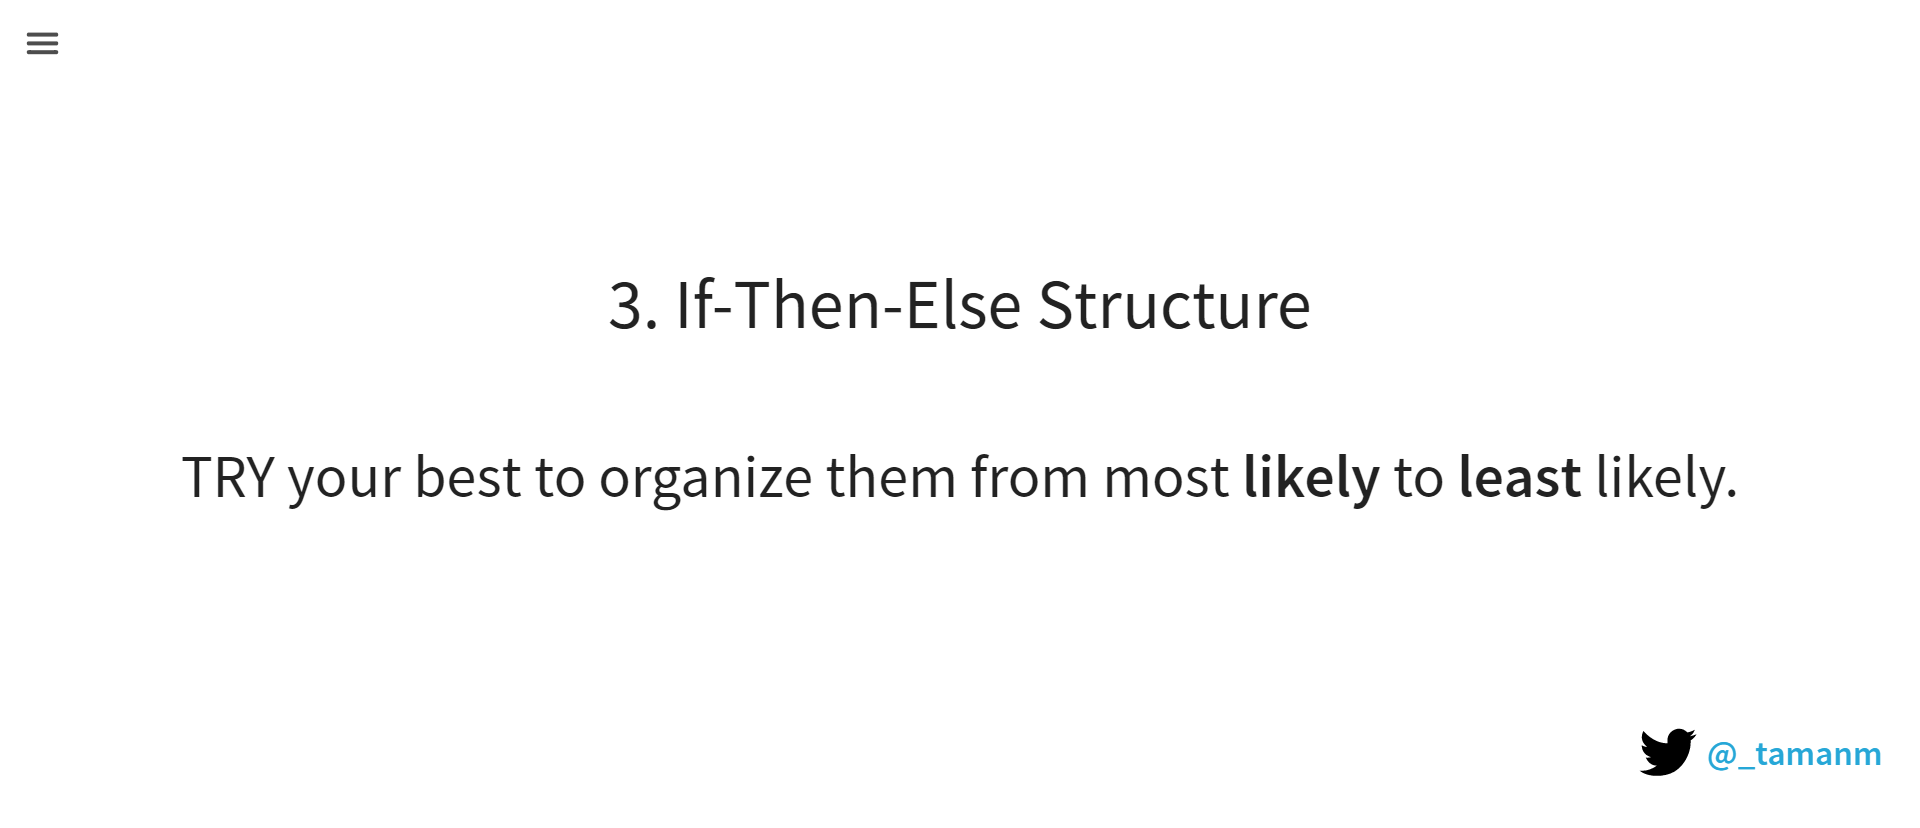 3. If-Then-Else Structure
TRY your best to organize them from most likely to least likely.
@_tamanm